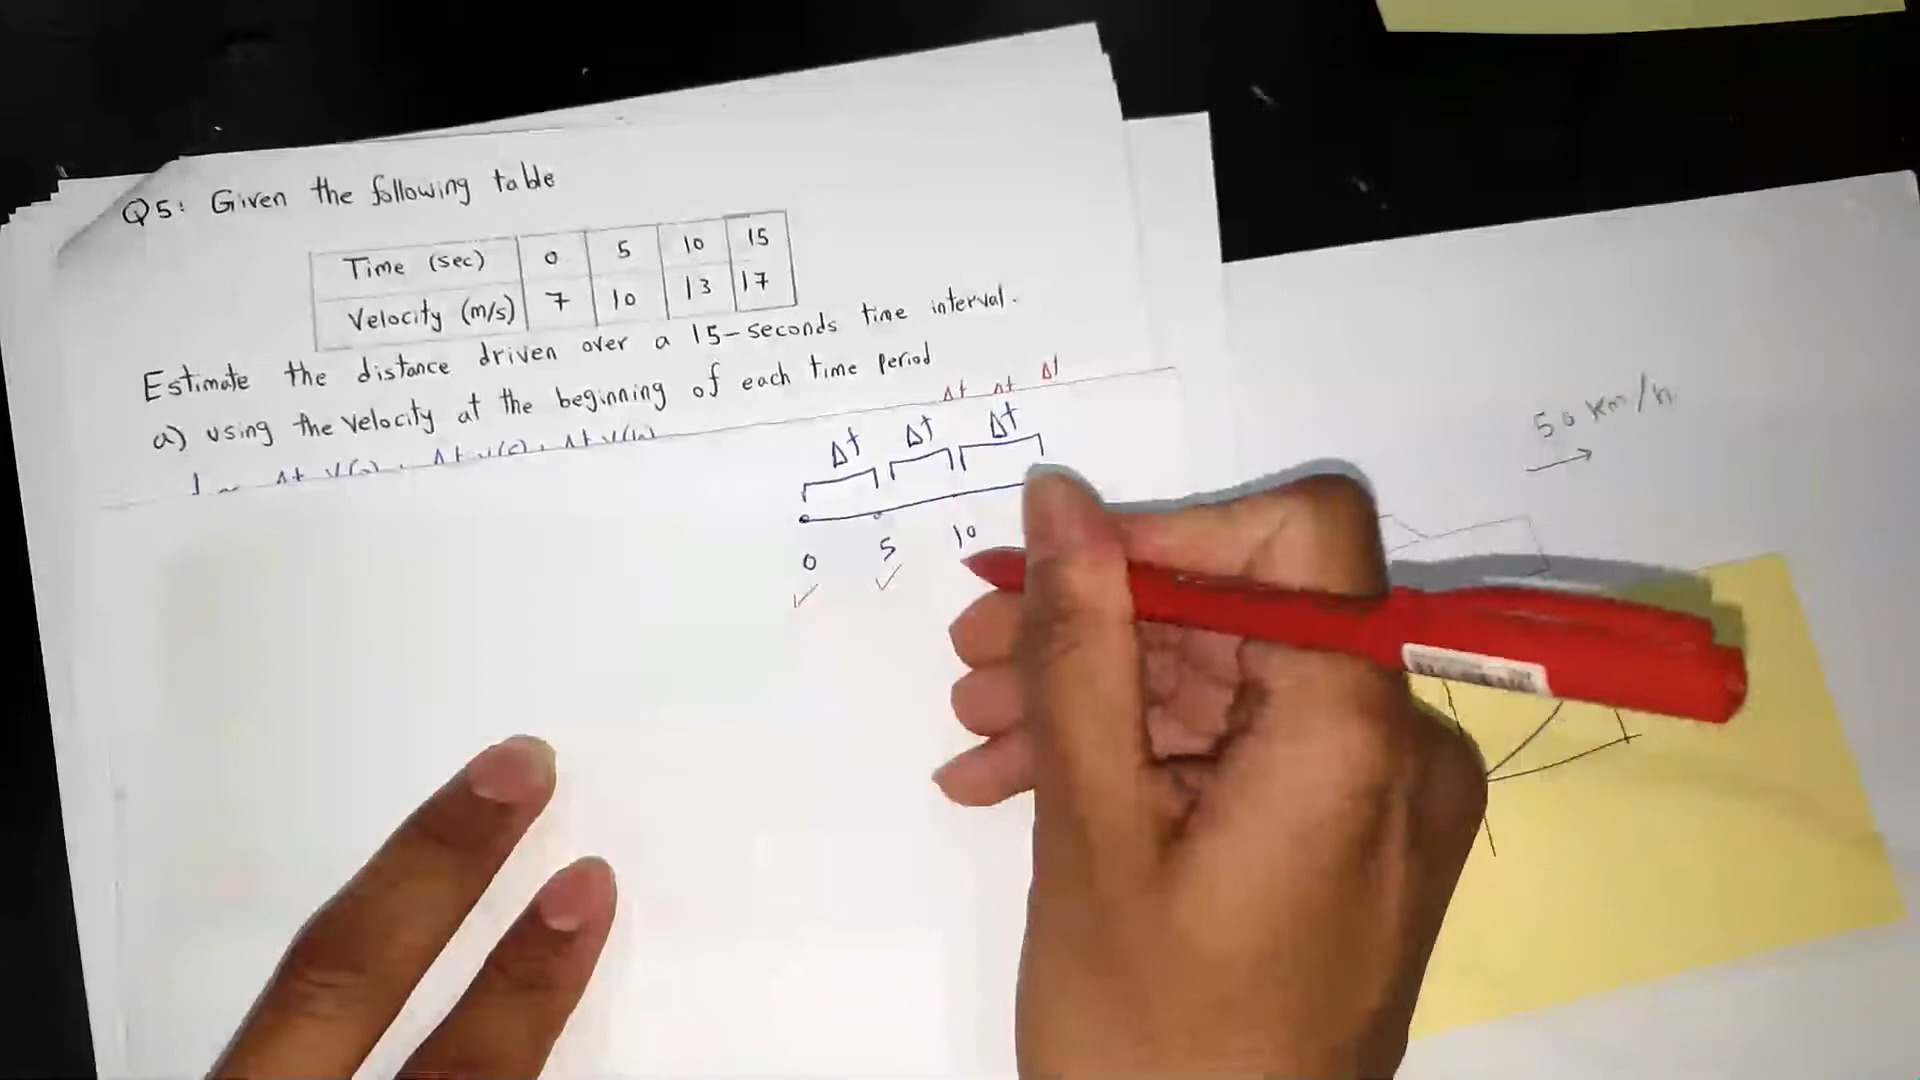 Q5: Given the following table
Time (sec) 0 5 10 15
Velocity (m/s) 7 10 13 17
Estimate the distance driven over a 15-seconds time interval.
a) using the velocity at the beginning of each time period
Δt Δt Δt
Δt Δt Δt
0 5 10
50 km/h